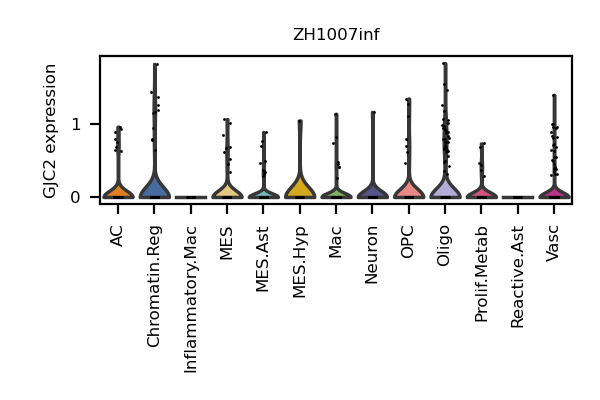 ZH1007inf
GJC2 expression
1
0
AC
Chromatin.Reg
Inflammatory.Mac
MES
MES.Ast
MES.Hyp
Mac
Neuron
OPC
Oligo
Prolif.Metab
Reactive.Ast
Vasc